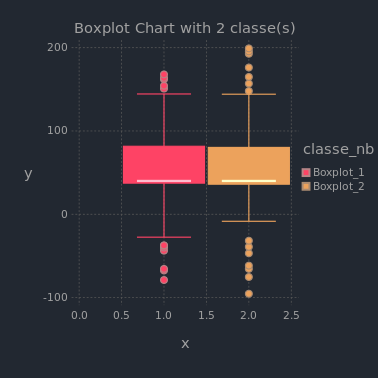 Boxplot Chart with 2 classe(s)
200
100
0
-100
y
0.0 0.5 1.0 1.5 2.0 2.5
x
classe_nb
Boxplot_1
Boxplot_2